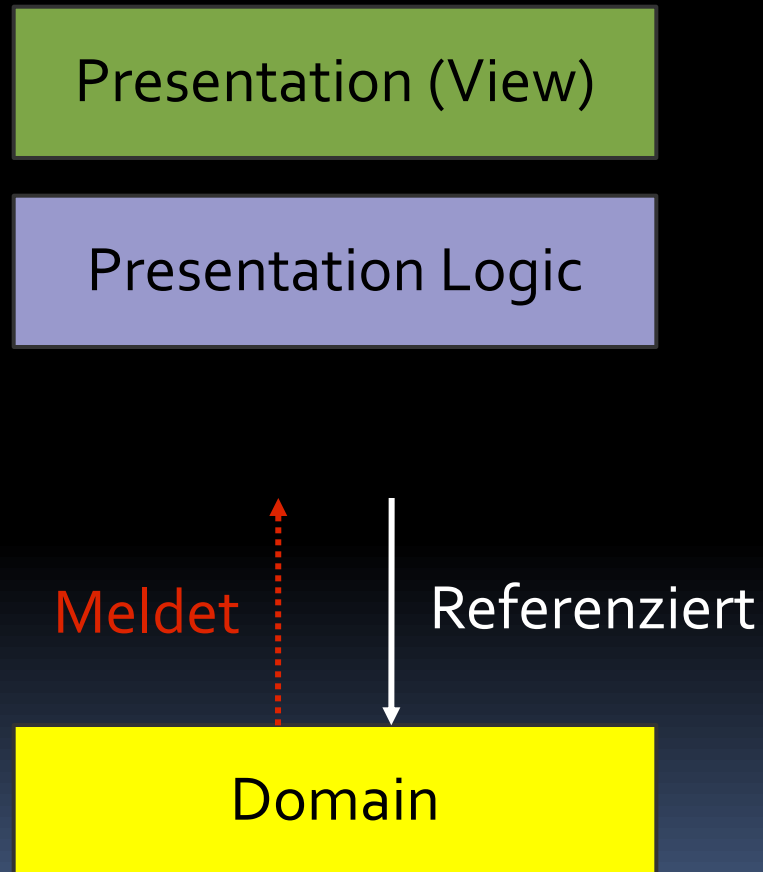 Presentation (View)
Presentation Logic
Meldet
Referenziert
Domain